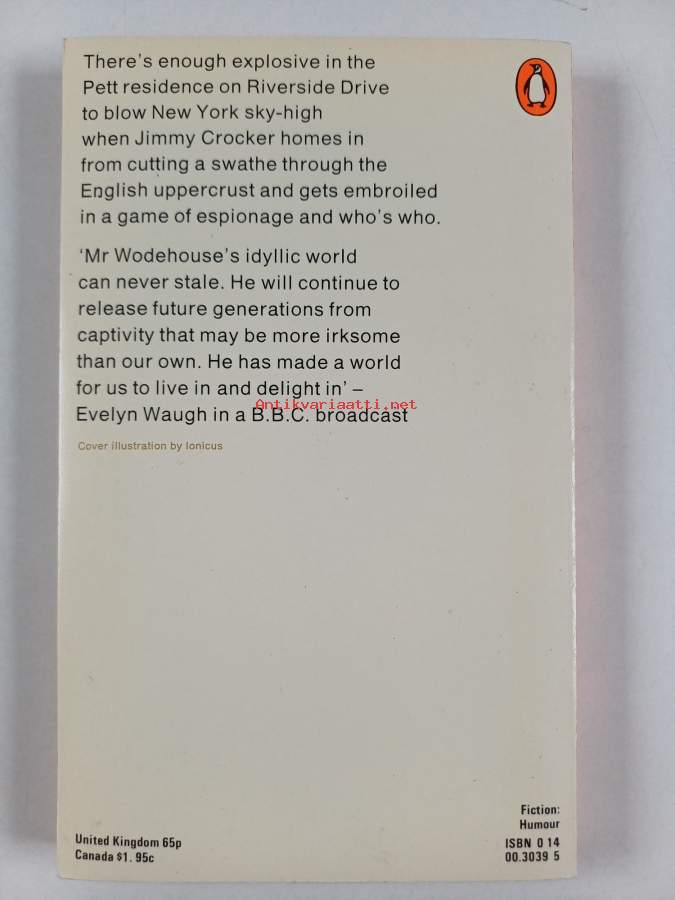 There's enough explosive in the
Pett residence on Riverside Drive
to blow New York sky-high
when Jimmy Crocker homes in
from cutting a swathe through the
English uppercrust and gets embroiled
in a game of espionage and who's who.
'Mr Wodehouse's idyllic world
can never stale. He will continue to
release future generations from
captivity that may be more irksome
than our own. He has made a world
for us to live in and delight in' –
Antikvariaatti.net
Evelyn Waugh in a B.B.C. broadcast
Cover illustration by Ionicus
United Kingdom 65p
Canada $1.95c
Fiction:
Humour
ISBN 0 14
00.3039 5